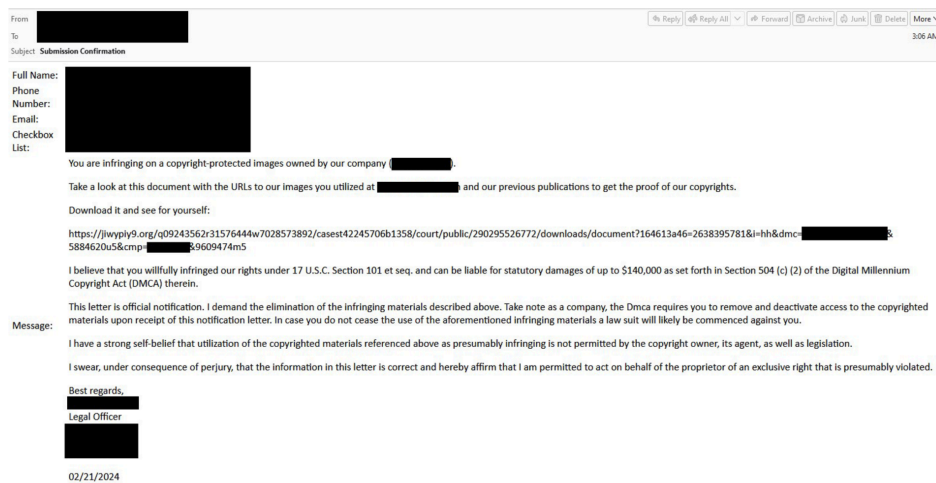 From
Reply Reply All Forward Archive Junk Delete More
To
3:06 AM
Subject Submission Confirmation
Full Name:
Phone
Number:
Email:
Checkbox
List:
You are infringing on a copyright-protected images owned by our company ( ).
Take a look at this document with the URLs to our images you utilized at and our previous publications to get the proof of our copyrights.
Download it and see for yourself:
https://jiwypiy9.org/q09243562r31576444w7028573892/casest42245706b1358/court/public/290295526772/downloads/document?164613a46=2638395781&i=hh&dmc= &
5884620u5&cmp= &9609474m5
I believe that you willfully infringed our rights under 17 U.S.C. Section 101 et seq. and can be liable for statutory damages of up to $140,000 as set forth in Section 504 (c) (2) of the Digital Millennium
Copyright Act (DMCA) therein.
This letter is official notification. I demand the elimination of the infringing materials described above. Take note as a company, the Dmca requires you to remove and deactivate access to the copyrighted
Message: materials upon receipt of this notification letter. In case you do not cease the use of the aforementioned infringing materials a law suit will likely be commenced against you.
I have a strong self-belief that utilization of the copyrighted materials referenced above as presumably infringing is not permitted by the copyright owner, its agent, as well as legislation.
I swear, under consequence of perjury, that the information in this letter is correct and hereby affirm that I am permitted to act on behalf of the proprietor of an exclusive right that is presumably violated.
Best regards,
Legal Officer
02/21/2024